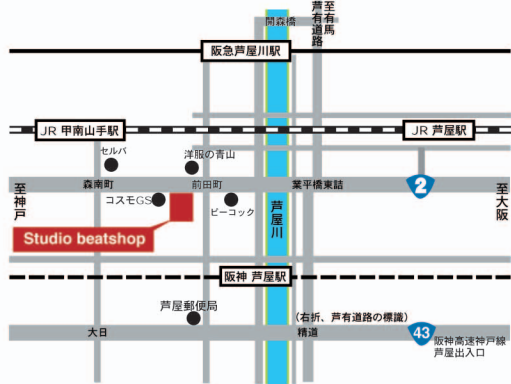 開森橋
至有馬
芦有道路
阪急芦屋川駅
JR 甲南山手駅
JR 芦屋駅
セルバ
洋服の青山
森南町
前田町
業平橋東詰
2
至神戸
コスモGS
ピーコック
芦屋川
至大阪
Studio beatshop
阪神 芦屋駅
芦屋郵便局
(右折、芦有道路の標識)
大日
精道
43
阪神高速神戸線
芦屋出入口